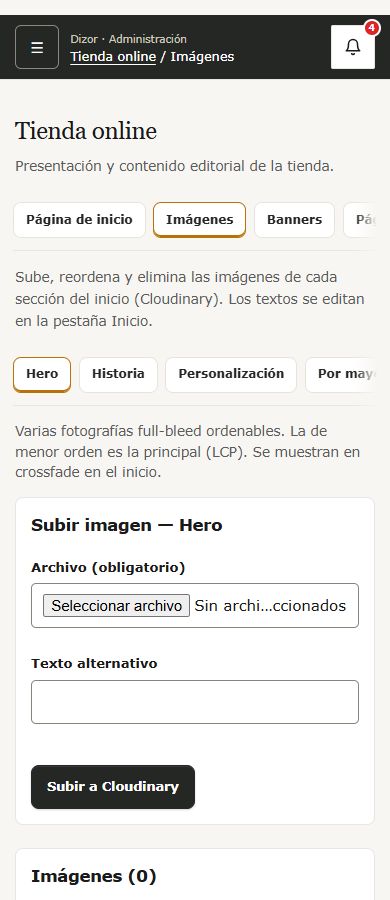 ☰
Dizor · Administración
Tienda online / Imágenes
4
Tienda online
Presentación y contenido editorial de la tienda.
Página de inicio
Imágenes
Banners
Pág
Sube, reordena y elimina las imágenes de cada
sección del inicio (Cloudinary). Los textos se editan
en la pestaña Inicio.
Hero
Historia
Personalización
Por mayo
Varias fotografías full-bleed ordenables. La de
menor orden es la principal (LCP). Se muestran en
crossfade en el inicio.
Subir imagen — Hero
Archivo (obligatorio)
Seleccionar archivo Sin archi...ccionados
Texto alternativo
Subir a Cloudinary
Imágenes (0)